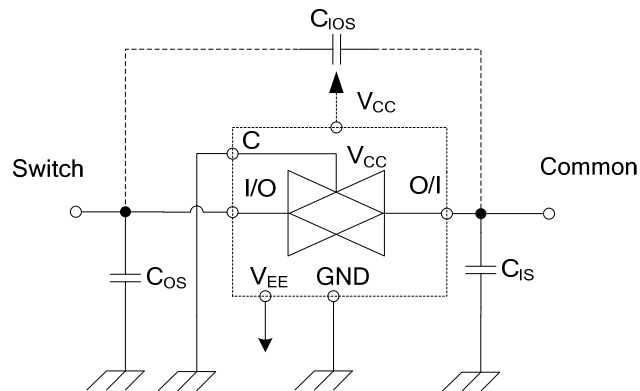 C_IOS
V_CC
C
V_CC
Switch
Common
I/O
O/I
C_OS
V_EE
GND
C_IS